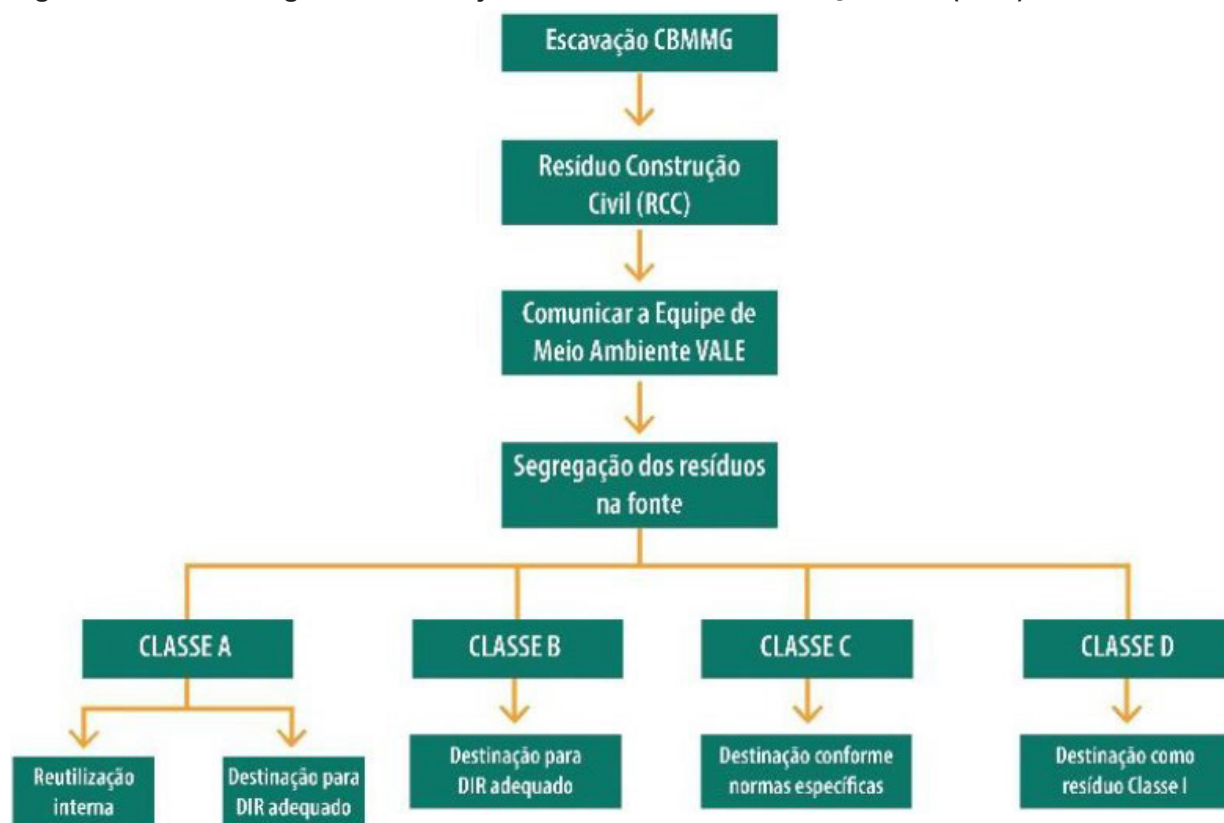 Escavação CBMMG
Resíduo Construção
Civil (RCC)
Comunicar a Equipe de
Meio Ambiente VALE
Segregação dos resíduos
na fonte
CLASSE A
CLASSE B
CLASSE C
CLASSE D
Reutilização
interna
Destinação para
DIR adequado
Destinação para
DIR adequado
Destinação conforme
normas específicas
Destinação como
resíduo Classe I